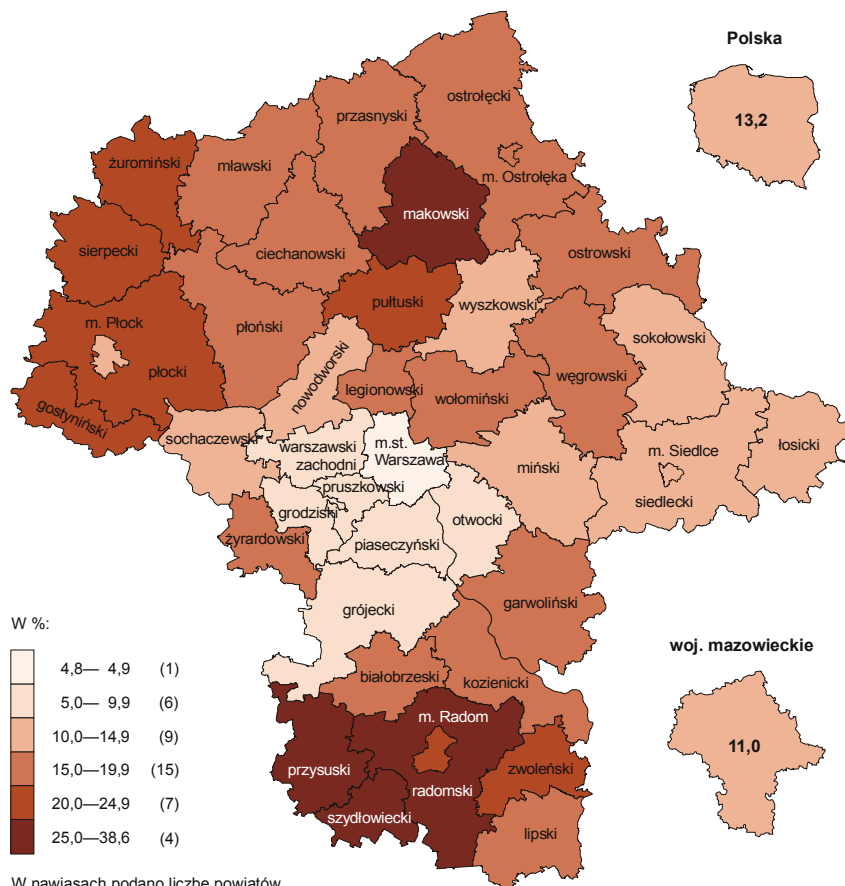 Polska
13,2
ostrołęcki
przasnyski
żuromiński
mławski
m. Ostrołęka
makowski
sierpecki
ciechanowski
ostrowski
pułtuski
wyszkowski
m. Płock
płoński
sokołowski
nowodworski
płocki
legionowski
wołomiński
węgrowski
gostyniński
sochaczewski
warszawski
zachodni
m.st.
Warszawa
m. Siedlce
łosicki
miński
pruszkowski
siedlecki
grodziski
otwocki
żyrardowski
piaseczyński
garwoliński
grójecki
W %:
woj. mazowieckie
11,0
4,8— 4,9 (1)
5,0— 9,9 (6)
10,0—14,9 (9)
15,0—19,9 (15)
20,0—24,9 (7)
25,0—38,6 (4)
białobrzeski
kozienicki
m. Radom
przysuski
zwoleński
radomski
szydłowiecki
lipski
W nawiasach podano liczbę powiatów